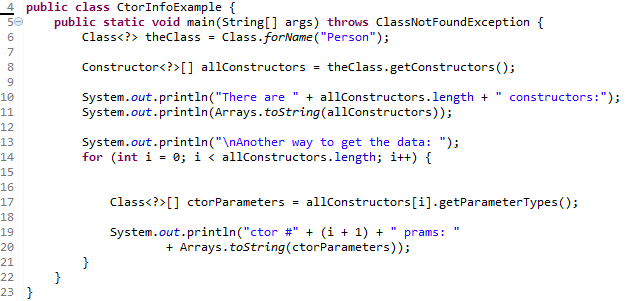 4 public class CtorInfoExample {
5 public static void main(String[] args) throws ClassNotFoundException {
6 Class<?> theClass = Class.forName("Person");
7
8 Constructor<?>[] allConstructors = theClass.getConstructors();
9
10 System.out.println("There are " + allConstructors.length + " constructors:");
11 System.out.println(Arrays.toString(allConstructors));
12
13 System.out.println("\nAnother way to get the data: ");
14 for (int i = 0; i < allConstructors.length; i++) {
15
16
17 Class<?>[] ctorParameters = allConstructors[i].getParameterTypes();
18
19 System.out.println("ctor #" + (i + 1) + " prams: "
20 + Arrays.toString(ctorParameters));
21 }
22 }
23 }